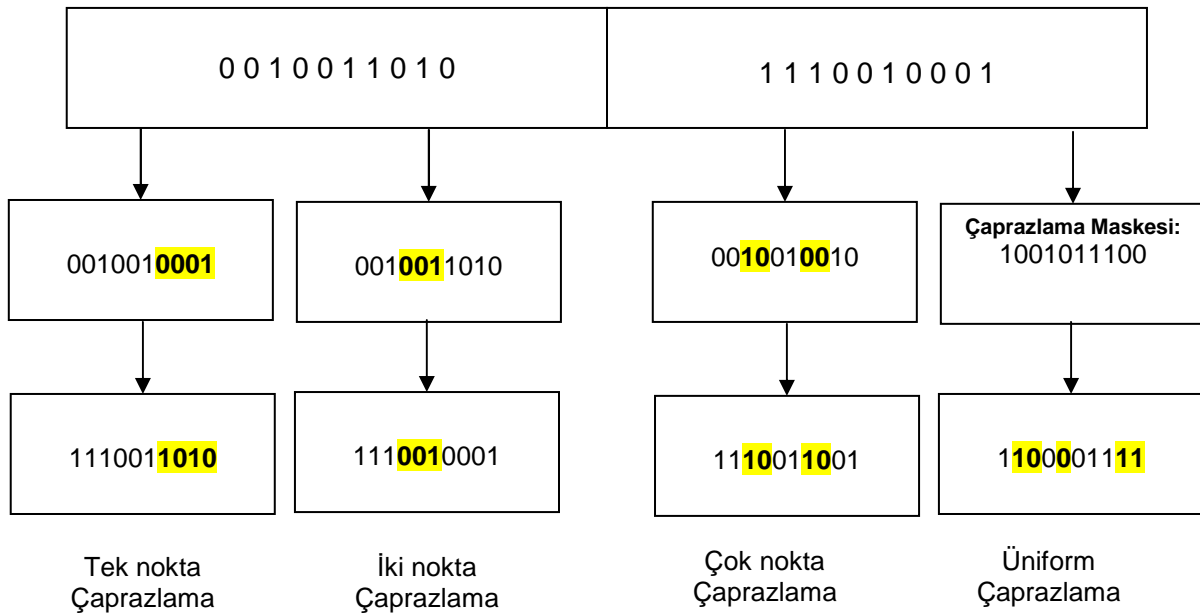 0 0 1 0 0 1 1 0 1 0
1 1 1 0 0 1 0 0 0 1
0010010001
0010011010
0010010010
Çaprazlama Maskesi:
1001011100
1110011010
1110010001
1110011001
1100001111
Tek nokta
Çaprazlama
İki nokta
Çaprazlama
Çok nokta
Çaprazlama
Üniform
Çaprazlama